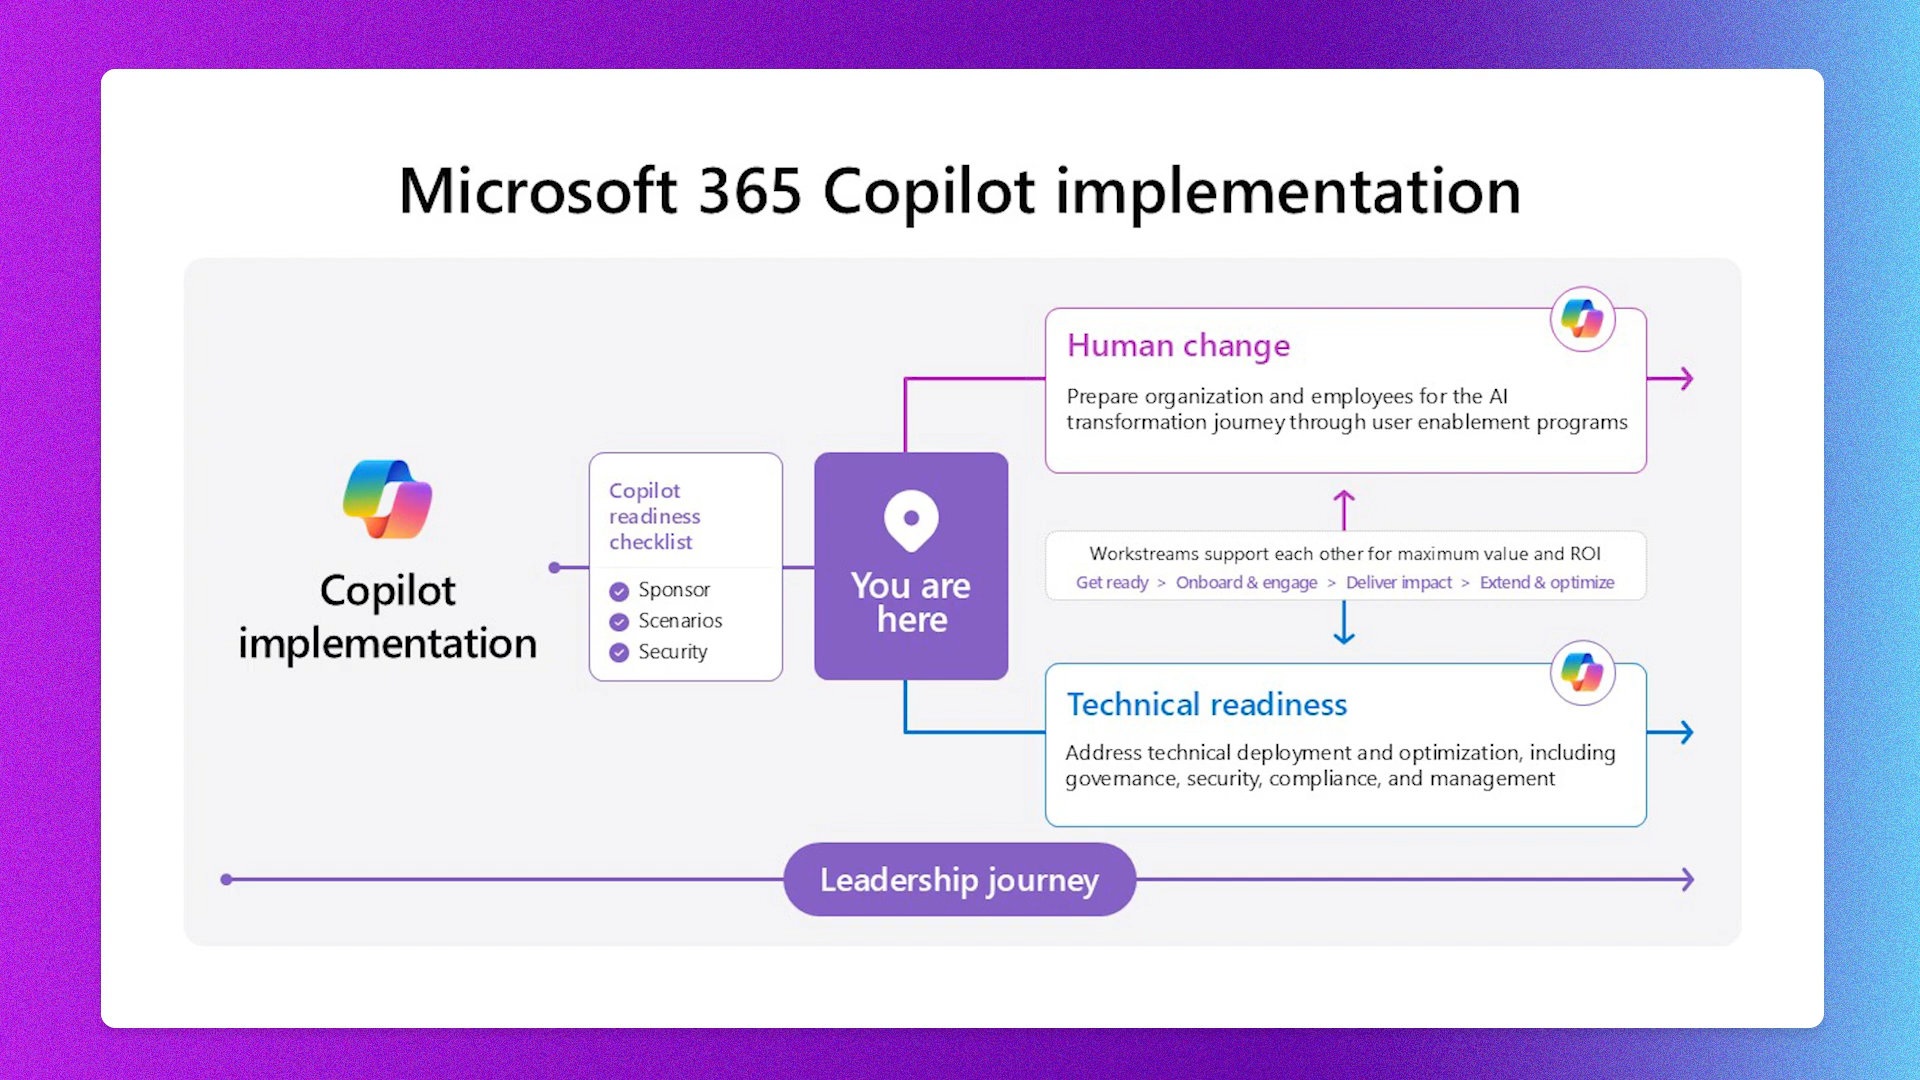 Microsoft 365 Copilot implementation
Copilot
implementation
Copilot
readiness
checklist
Sponsor
Scenarios
Security
You are
here
Human change
Prepare organization and employees for the AI
transformation journey through user enablement programs
Workstreams support each other for maximum value and ROI
Get ready > Onboard & engage > Deliver impact > Extend & optimize
Technical readiness
Address technical deployment and optimization, including
governance, security, compliance, and management
Leadership journey